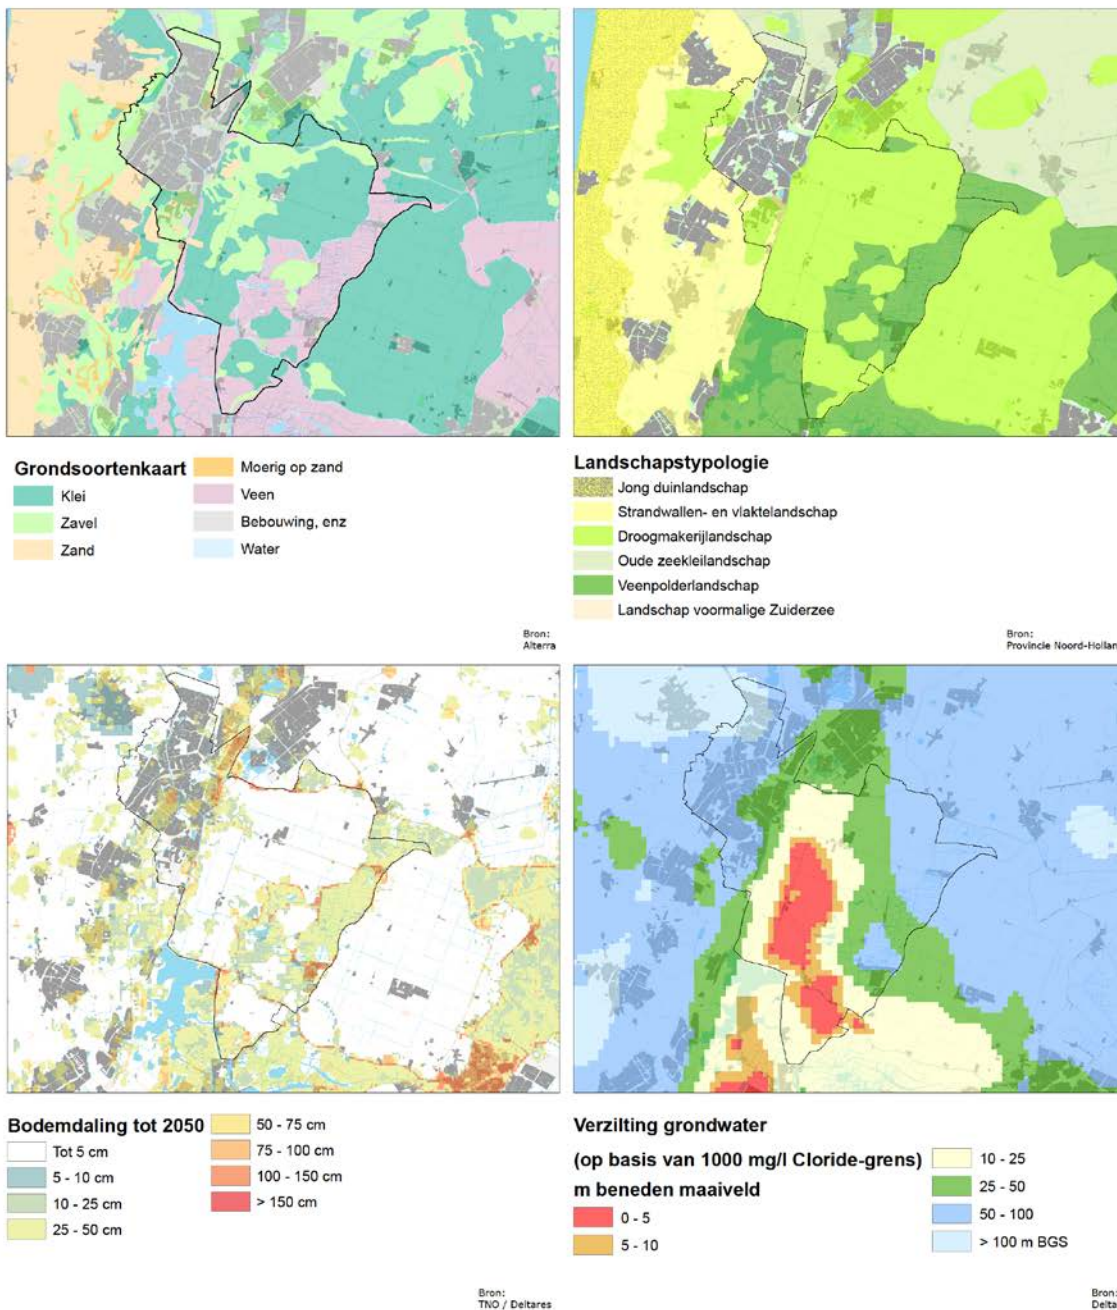 Grondsoortenkaart
Klei
Zavel
Zand
Moerig op zand
Veen
Bebouwing, enz
Water
Bron:
Alterra
Landschapstypologie
Jong duinlandschap
Strandwallen- en vlaktelandschap
Droogmakerijlandschap
Oude zeekleilandschap
Veenpolderlandschap
Landschap voormalige Zuiderzee
Bron:
Provincie Noord-Hollan
Bodemdaling tot 2050
Tot 5 cm
5 - 10 cm
10 - 25 cm
25 - 50 cm
50 - 75 cm
75 - 100 cm
100 - 150 cm
> 150 cm
Bron:
TNO / Deltares
Verzilting grondwater
(op basis van 1000 mg/l Cloride-grens)
m beneden maaiveld
0 - 5
5 - 10
10 - 25
25 - 50
50 - 100
> 100 m BGS
Bron:
Delta